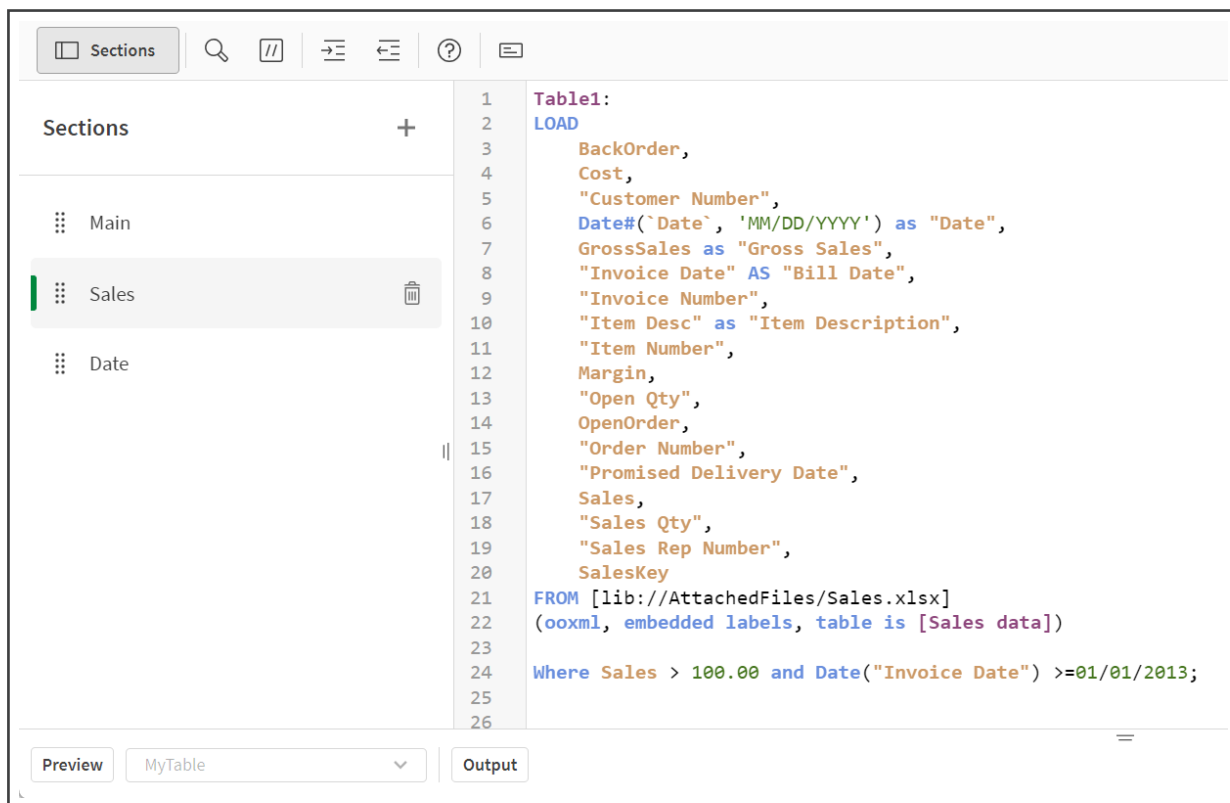 Sections
//
?
Sections
+
Main
Sales
Date
1 Table1:
2 LOAD
3 BackOrder,
4 Cost,
5 "Customer Number",
6 Date#(`Date`, 'MM/DD/YYYY') as "Date",
7 GrossSales as "Gross Sales",
8 "Invoice Date" AS "Bill Date",
9 "Invoice Number",
10 "Item Desc" as "Item Description",
11 "Item Number",
12 Margin,
13 "Open Qty",
14 OpenOrder,
15 "Order Number",
16 "Promised Delivery Date",
17 Sales,
18 "Sales Qty",
19 "Sales Rep Number",
20 SalesKey
21 FROM [lib://AttachedFiles/Sales.xlsx]
22 (ooxml, embedded labels, table is [Sales data])
23
24 Where Sales > 100.00 and Date("Invoice Date") >=01/01/2013;
25
26
Preview
MyTable
Output